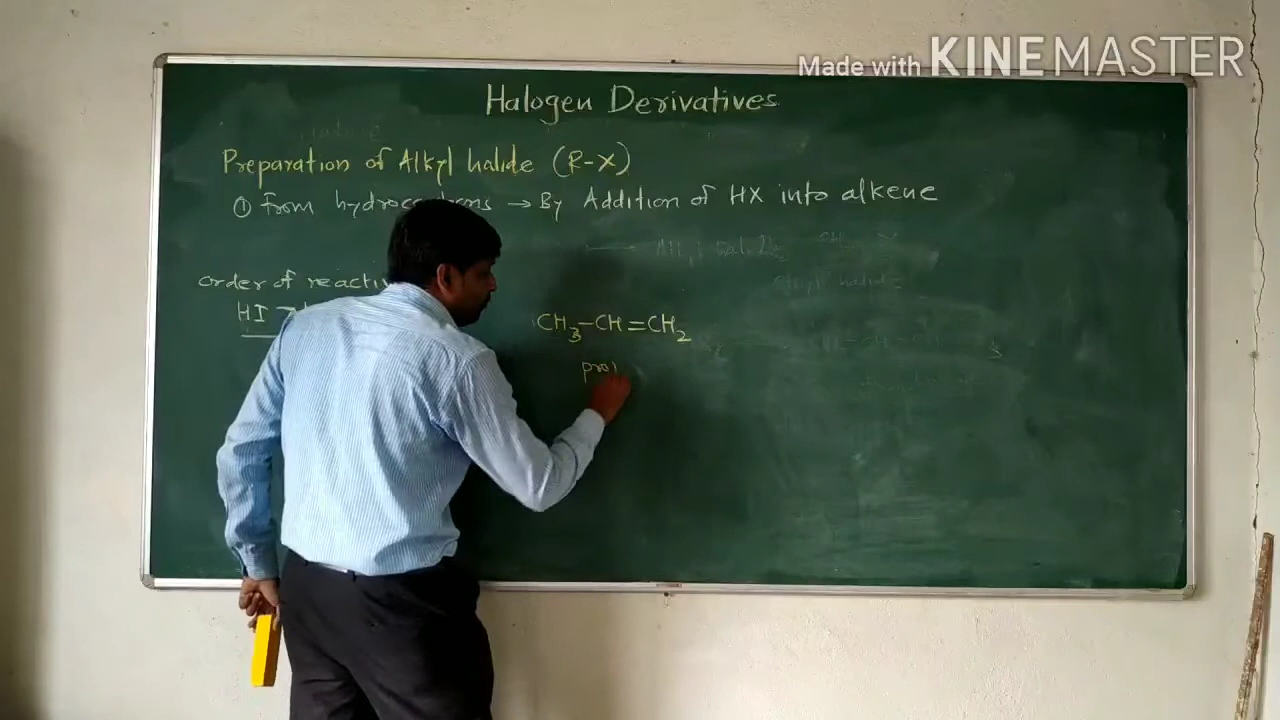 Made with KINEMASTER
Halogen Derivatives
Preparation of Alkyl halide (R-X)
① from hydrocarbons → By Addition of HX into alkene
order of reacti
HI >
CH₃-CH=CH₂
pro